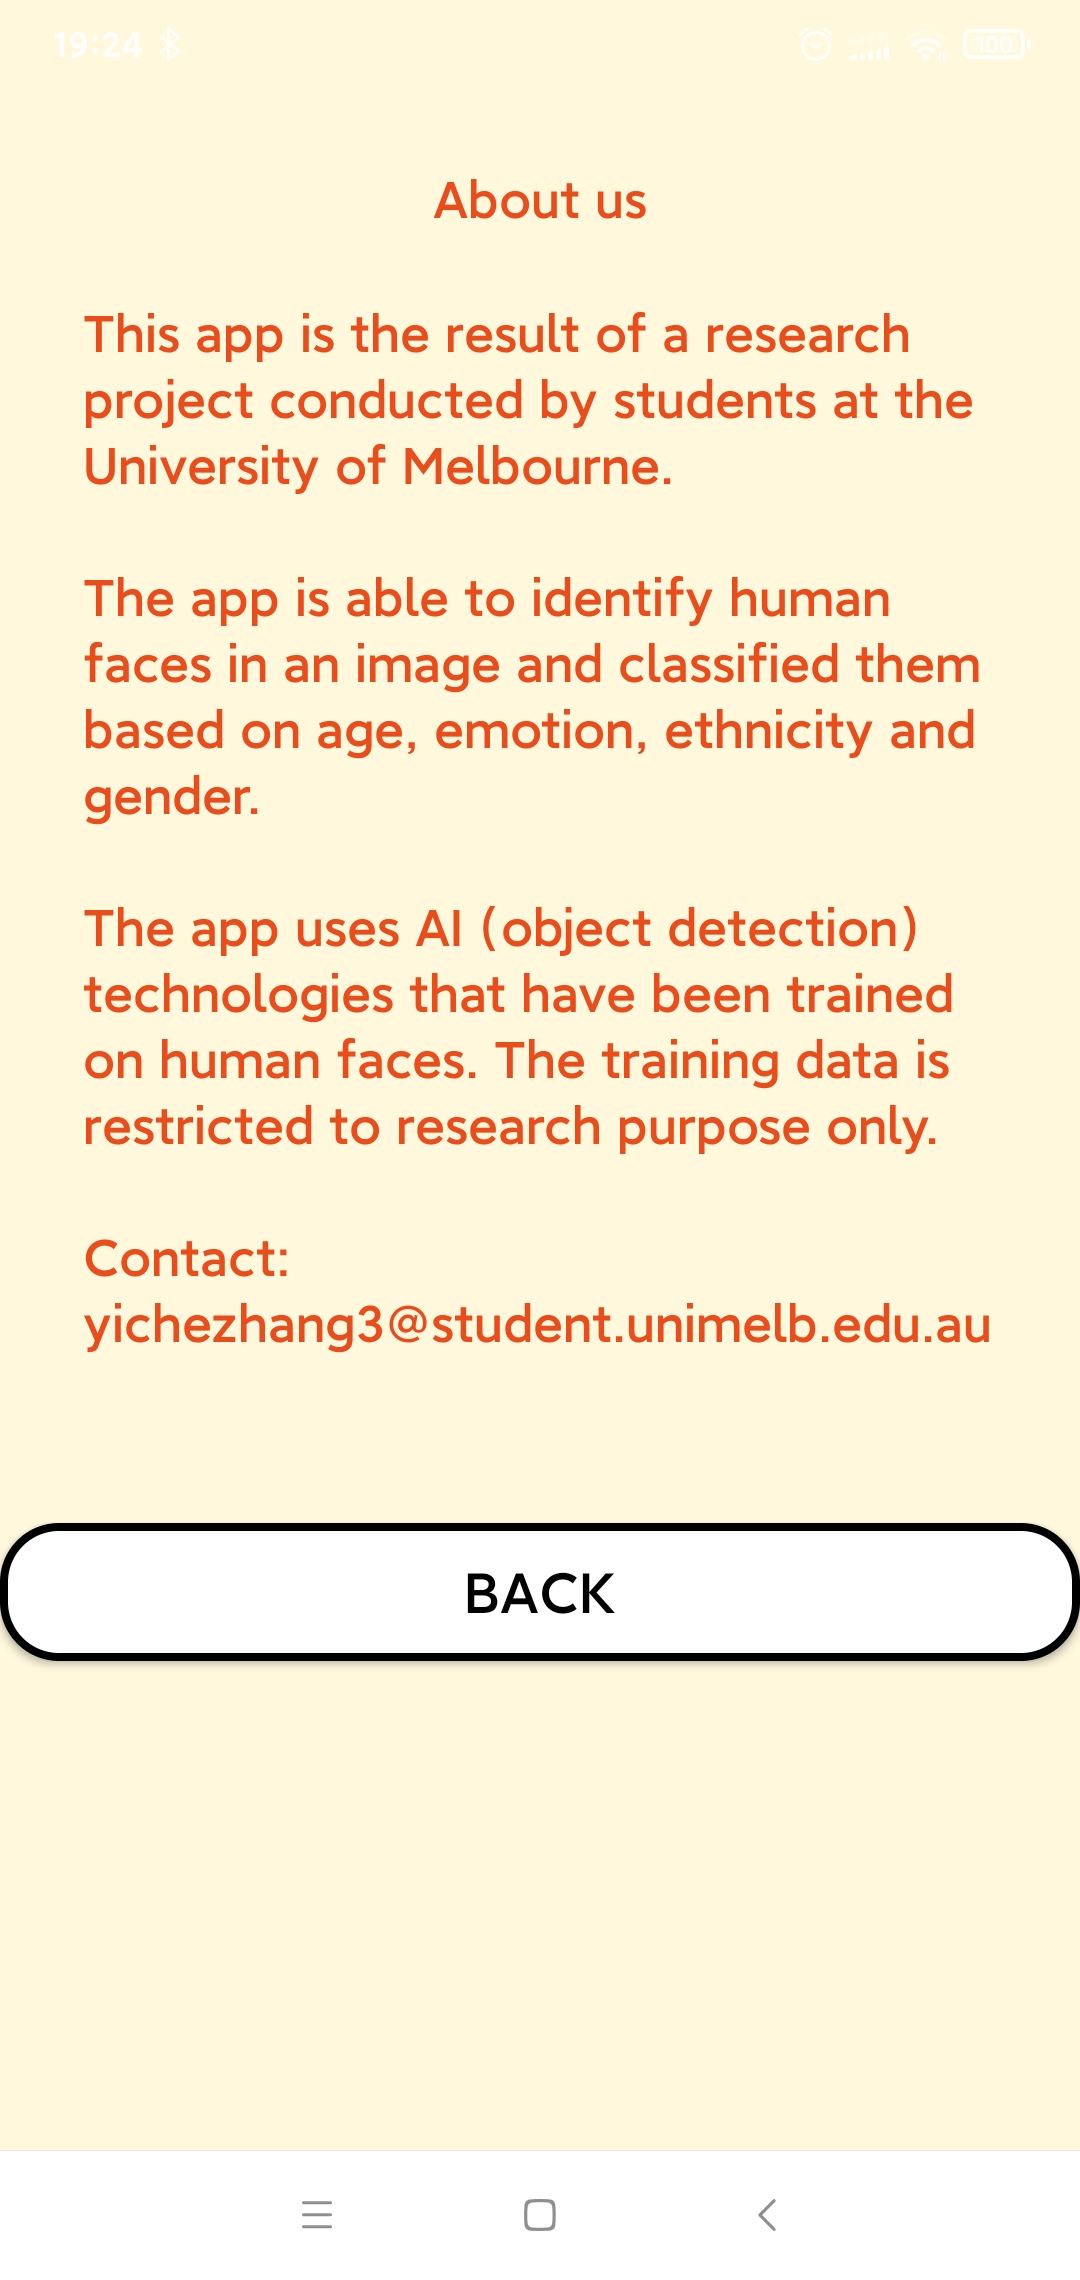 19:24
100
About us
This app is the result of a research
project conducted by students at the
University of Melbourne.
The app is able to identify human
faces in an image and classified them
based on age, emotion, ethnicity and
gender.
The app uses AI (object detection)
technologies that have been trained
on human faces. The training data is
restricted to research purpose only.
Contact:
yichezhang3@student.unimelb.edu.au
BACK